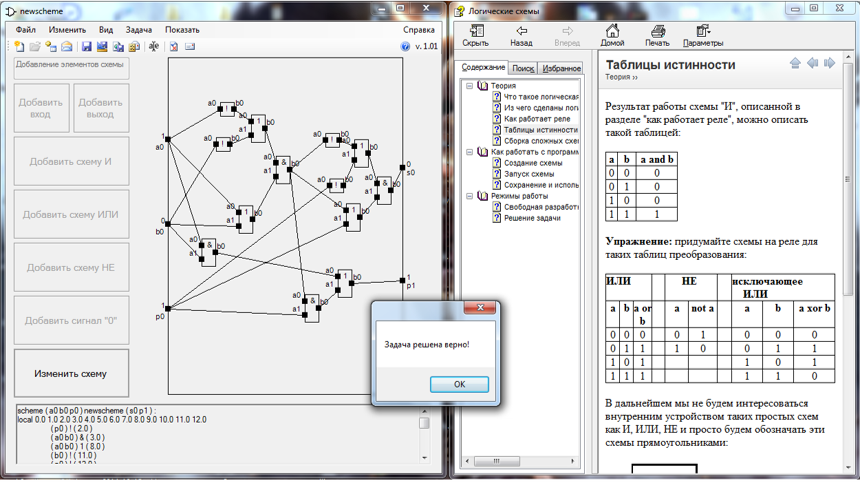 newscheme
Файл Изменить Вид Задача Показать Справка
v. 1.01
Добавление элементов схемы
Добавить вход
Добавить выход
Добавить схему И
Добавить схему ИЛИ
Добавить схему НЕ
Добавить сигнал "0"
Изменить схему
a0 ! b0
a0 1 b0
a1
a0 ! b0
1
a0
a0 & b0
a1
a0 ! b0
a0 1 b0
a1
a0 ! b0
a0 & b0
a1
0
s0
a0 1 b0
a1
a0 1 b0
a1
0
b0
a0 & b0
a1
a0 1 b0
a1
1
p1
1
p0
a0 & b0
a1
scheme ( a0 b0 p0 ) newscheme ( s0 p1 ) :
local 0.0 1.0 2.0 3.0 4.0 5.0 6.0 7.0 8.0 9.0 10.0 11.0 12.0
( p0 ) ! ( 2.0 )
( a0 b0 ) & ( 3.0 )
( a0 b0 ) 1 ( 8.0 )
( b0 ) ! ( 11.0 )
Задача решена верно!
OK
Логические схемы
Скрыть Назад Вперед Домой Печать Параметры
Содержание Поиск Избранное
Теория
Что такое логическая
Из чего сделаны логи
Как работает реле
Таблицы истинности
Сборка сложных схем
Как работать с программ
Создание схемы
Запуск схемы
Сохранение и исполь
Режимы работы
Свободная разработк
Решение задачи
Таблицы истинности
Теория ››
Результат работы схемы "И", описанной в
разделе "как работает реле", можно описать
такой таблицей:
a b a and b
0 0 0
0 1 0
1 0 0
1 1 1
Упражнение: придумайте схемы на реле для
таких таблиц преобразования:
ИЛИ НЕ исключающее ИЛИ
a b a or b a not a a b a xor b
0 0 0 0 1 0 0 0
0 1 1 1 0 0 1 1
1 0 1 1 0 1
1 1 1 1 1 0
В дальнейшем мы не будем интересоваться
внутренним устройством таких простых схем
как И, ИЛИ, НЕ и просто будем обозначать эти
схемы прямоугольниками: